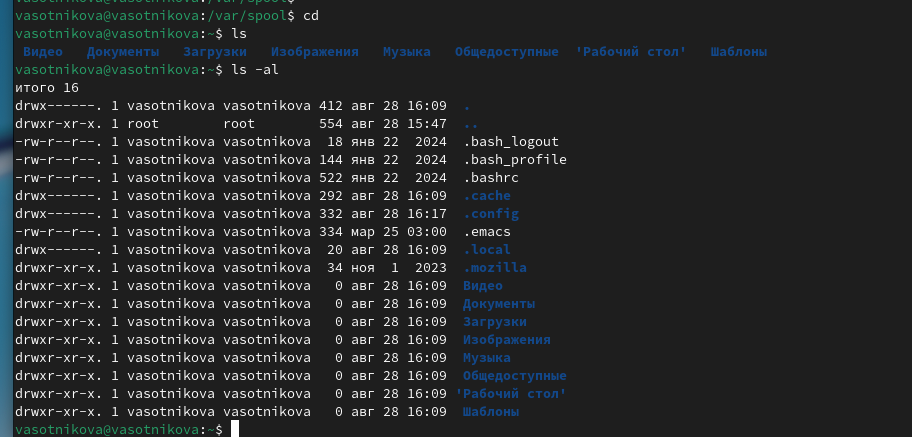 vasotnikova@vasotnikova:/var/spool$
vasotnikova@vasotnikova:/var/spool$ cd
vasotnikova@vasotnikova:~$ ls
Видео Документы Загрузки Изображения Музыка Общедоступные 'Рабочий стол' Шаблоны
vasotnikova@vasotnikova:~$ ls -al
итого 16
drwx------. 1 vasotnikova vasotnikova 412 авг 28 16:09 .
drwxr-xr-x. 1 root root 554 авг 28 15:47 ..
-rw-r--r--. 1 vasotnikova vasotnikova 18 янв 22 2024 .bash_logout
-rw-r--r--. 1 vasotnikova vasotnikova 144 янв 22 2024 .bash_profile
-rw-r--r--. 1 vasotnikova vasotnikova 522 янв 22 2024 .bashrc
drwx------. 1 vasotnikova vasotnikova 292 авг 28 16:09 .cache
drwx------. 1 vasotnikova vasotnikova 332 авг 28 16:17 .config
-rw-r--r--. 1 vasotnikova vasotnikova 334 мар 25 03:00 .emacs
drwx------. 1 vasotnikova vasotnikova 20 авг 28 16:09 .local
drwxr-xr-x. 1 vasotnikova vasotnikova 34 ноя 1 2023 .mozilla
drwxr-xr-x. 1 vasotnikova vasotnikova 0 авг 28 16:09 Видео
drwxr-xr-x. 1 vasotnikova vasotnikova 0 авг 28 16:09 Документы
drwxr-xr-x. 1 vasotnikova vasotnikova 0 авг 28 16:09 Загрузки
drwxr-xr-x. 1 vasotnikova vasotnikova 0 авг 28 16:09 Изображения
drwxr-xr-x. 1 vasotnikova vasotnikova 0 авг 28 16:09 Музыка
drwxr-xr-x. 1 vasotnikova vasotnikova 0 авг 28 16:09 Общедоступные
drwxr-xr-x. 1 vasotnikova vasotnikova 0 авг 28 16:09 'Рабочий стол'
drwxr-xr-x. 1 vasotnikova vasotnikova 0 авг 28 16:09 Шаблоны
vasotnikova@vasotnikova:~$